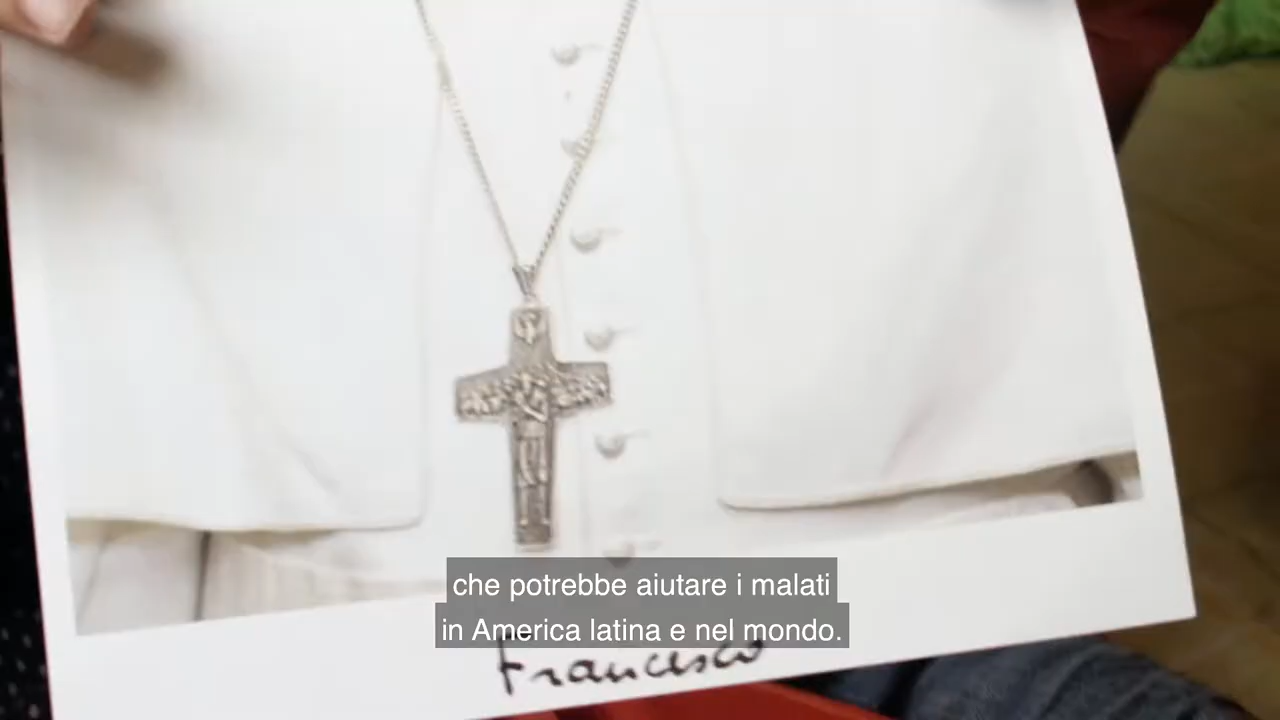 che potrebbe aiutare i malati
in America latina e nel mondo.
Francesco